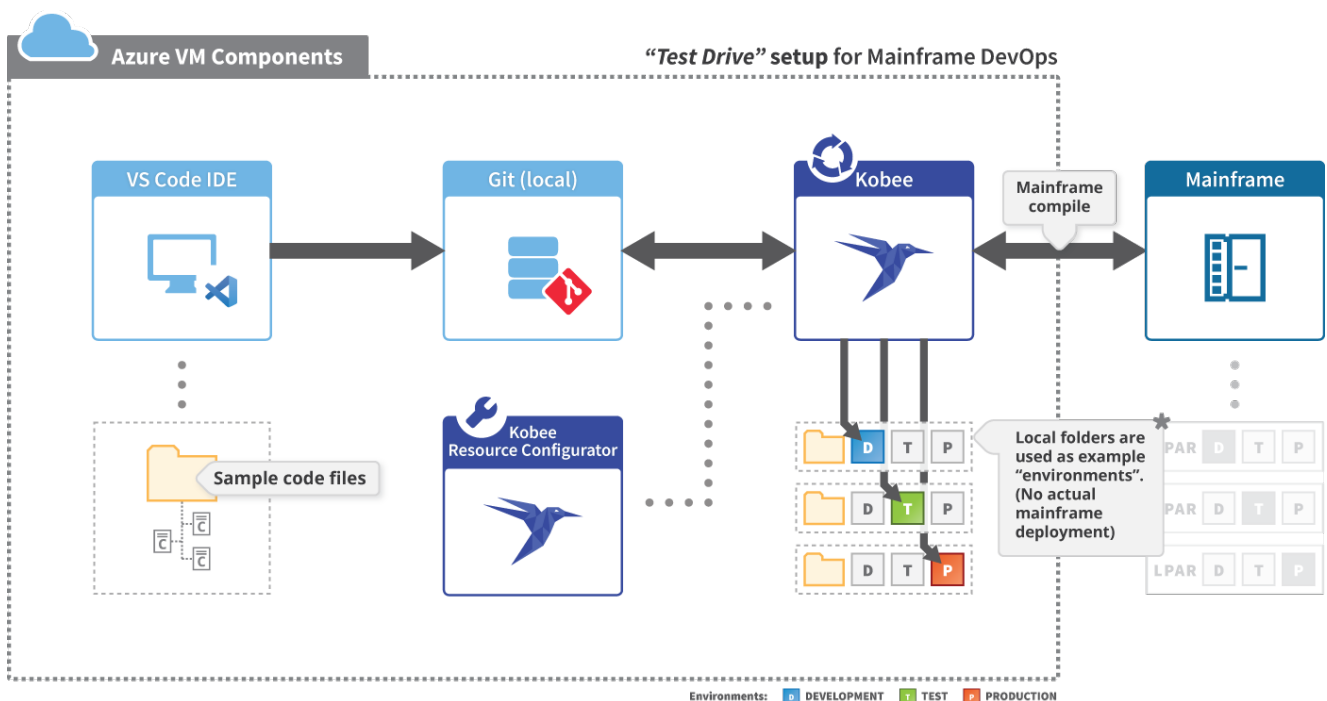 Azure VM Components
“Test Drive” setup for Mainframe DevOps
VS Code IDE
Git (local)
Kobee
Mainframe
compile
Mainframe
Sample code files
C
C
C
Kobee
Resource Configurator
D T P
D T P
D T P
Local folders are
used as example
“environments”.
(No actual
mainframe
deployment)
*
PAR D T P
PAR D T P
LPAR D T P
Environments: D DEVELOPMENT T TEST P PRODUCTION